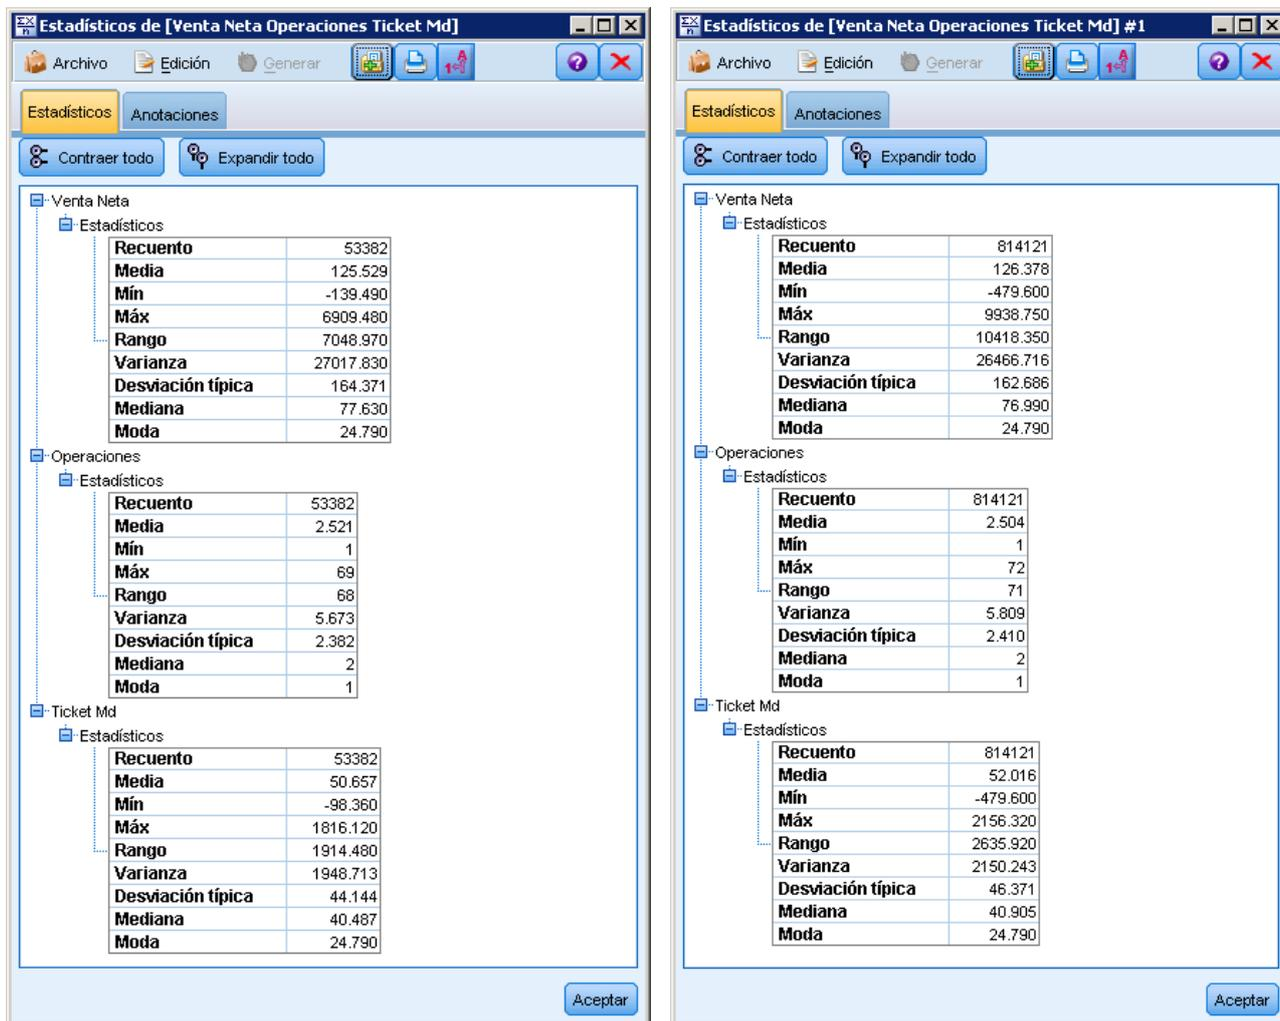 Estadísticos de [Venta Neta Operaciones Ticket Md]
Archivo Edición Generar
Estadísticos Anotaciones
Contraer todo Expandir todo
Venta Neta
Estadísticos
Recuento 53382
Media 125.529
Mín -139.490
Máx 6909.480
Rango 7048.970
Varianza 27017.830
Desviación típica 164.371
Mediana 77.630
Moda 24.790
Operaciones
Estadísticos
Recuento 53382
Media 2.521
Mín 1
Máx 69
Rango 68
Varianza 5.673
Desviación típica 2.382
Mediana 2
Moda 1
Ticket Md
Estadísticos
Recuento 53382
Media 50.657
Mín -98.360
Máx 1816.120
Rango 1914.480
Varianza 1948.713
Desviación típica 44.144
Mediana 40.487
Moda 24.790
Aceptar
Estadísticos de [Venta Neta Operaciones Ticket Md] #1
Archivo Edición Generar
Estadísticos Anotaciones
Contraer todo Expandir todo
Venta Neta
Estadísticos
Recuento 814121
Media 126.378
Mín -479.600
Máx 9938.750
Rango 10418.350
Varianza 26466.716
Desviación típica 162.686
Mediana 76.990
Moda 24.790
Operaciones
Estadísticos
Recuento 814121
Media 2.504
Mín 1
Máx 72
Rango 71
Varianza 5.809
Desviación típica 2.410
Mediana 2
Moda 1
Ticket Md
Estadísticos
Recuento 814121
Media 52.016
Mín -479.600
Máx 2156.320
Rango 2635.920
Varianza 2150.243
Desviación típica 46.371
Mediana 40.905
Moda 24.790
Aceptar